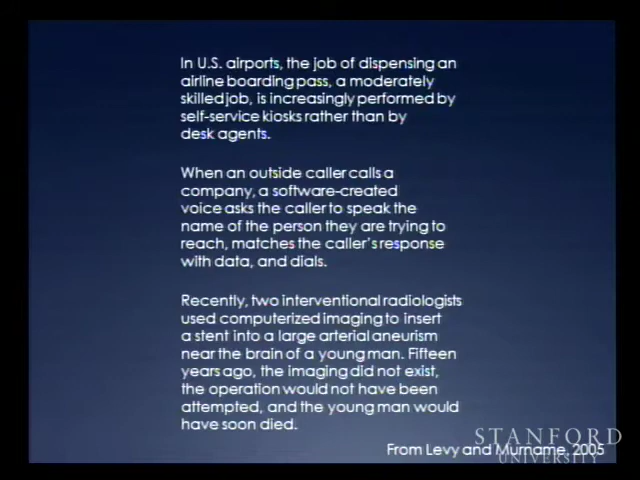 In U.S. airports, the job of dispensing an
airline boarding pass, a moderately
skilled job, is increasingly performed by
self-service kiosks rather than by
desk agents.
When an outside caller calls a
company, a software-created
voice asks the caller to speak the
name of the person they are trying to
reach, matches the caller's response
with data, and dials.
Recently, two interventional radiologists
used computerized imaging to insert
a stent into a large arterial aneurism
near the brain of a young man. Fifteen
years ago, the imaging did not exist,
the operation would not have been
attempted, and the young man would
have soon died.
STANFORD
From Levy and Murname, 2005
UNIVERSITY